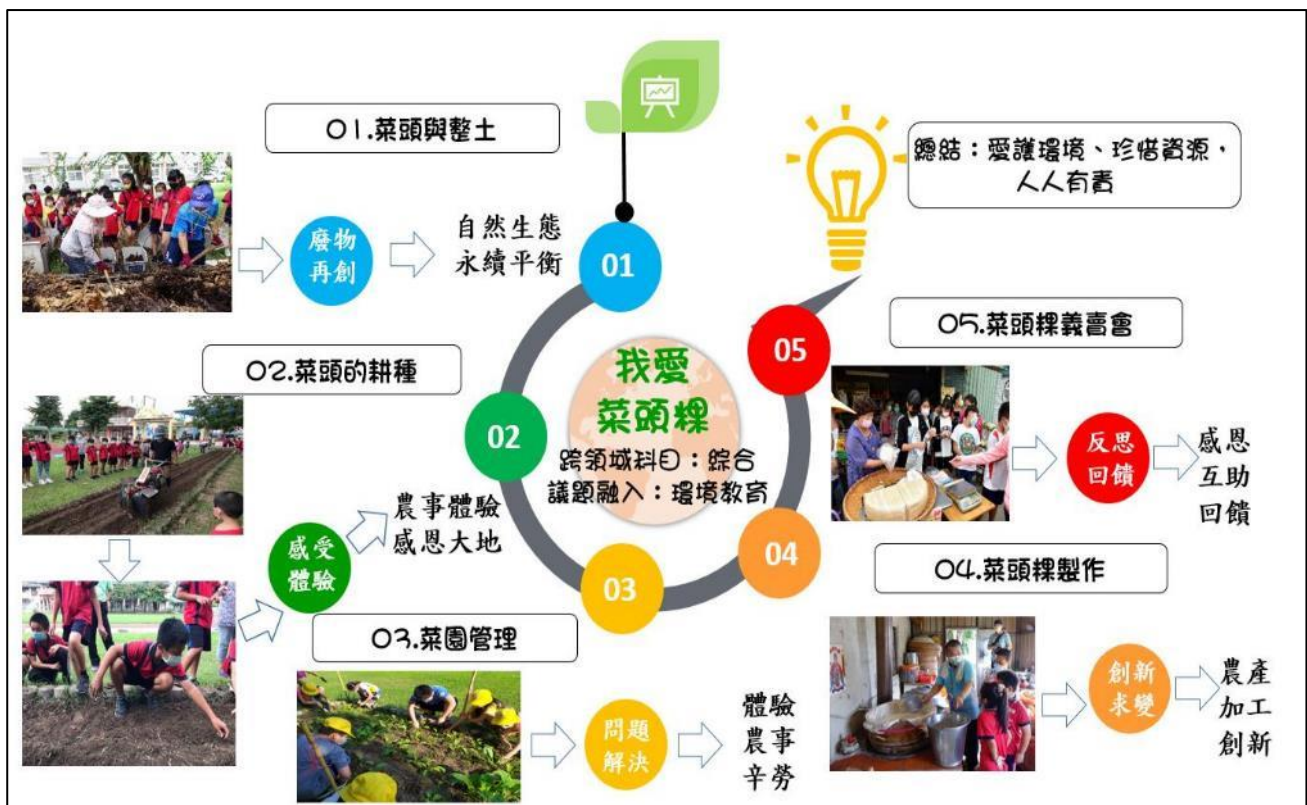 01.菜頭與整土
廢物
再創
自然生態
永續平衡
01
02.菜頭的耕種
02
感受
體驗
農事體驗
感恩大地
03
03.菜園管理
問題
解決
體驗
農事
辛勞
我愛
菜頭粿
跨領域科目：綜合
議題融入：環境教育
04
04.菜頭粿製作
創新
求變
農產
加工
創新
05
05.菜頭粿義賣會
反思
回饋
感恩
互助
回饋
總結：愛護環境、珍惜資源，
人人有責